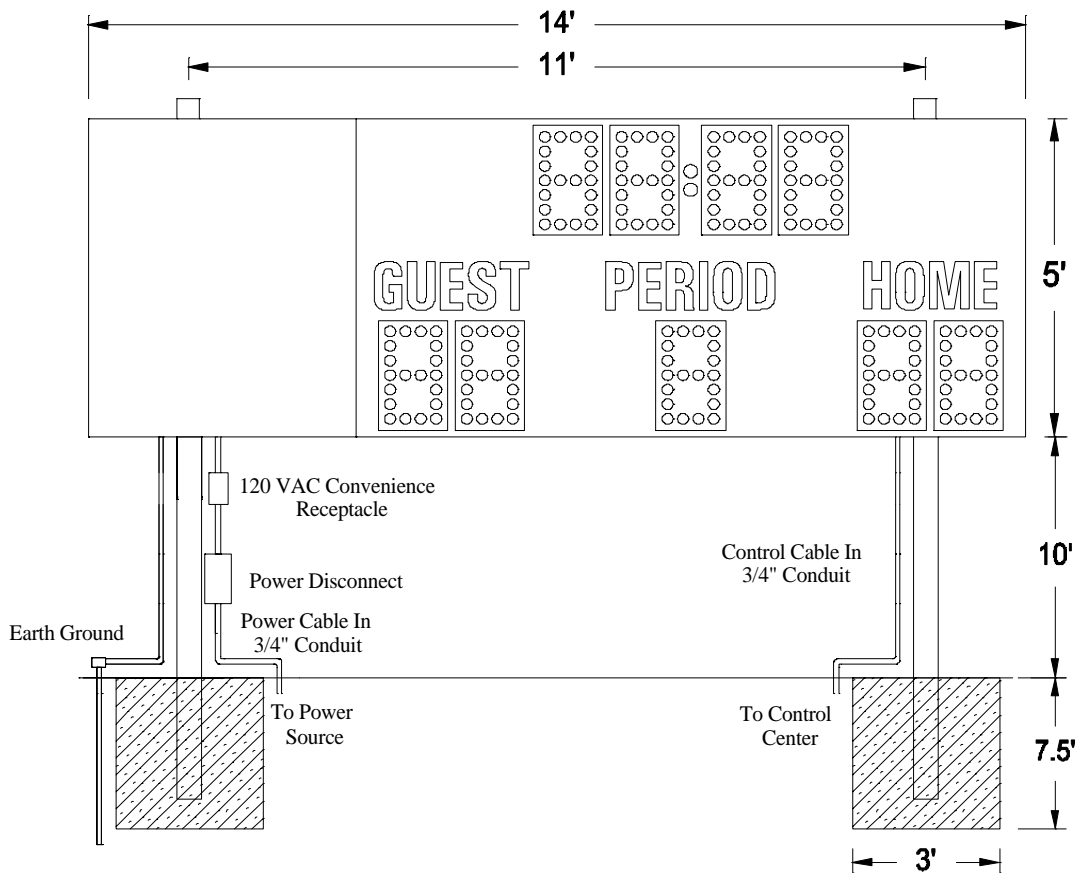 14'
11'
GUEST PERIOD HOME
5'
120 VAC Convenience
Receptacle
Power Disconnect
Power Cable In
3/4" Conduit
Control Cable In
3/4" Conduit
10'
Earth Ground
To Power
Source
To Control
Center
7.5'
3'